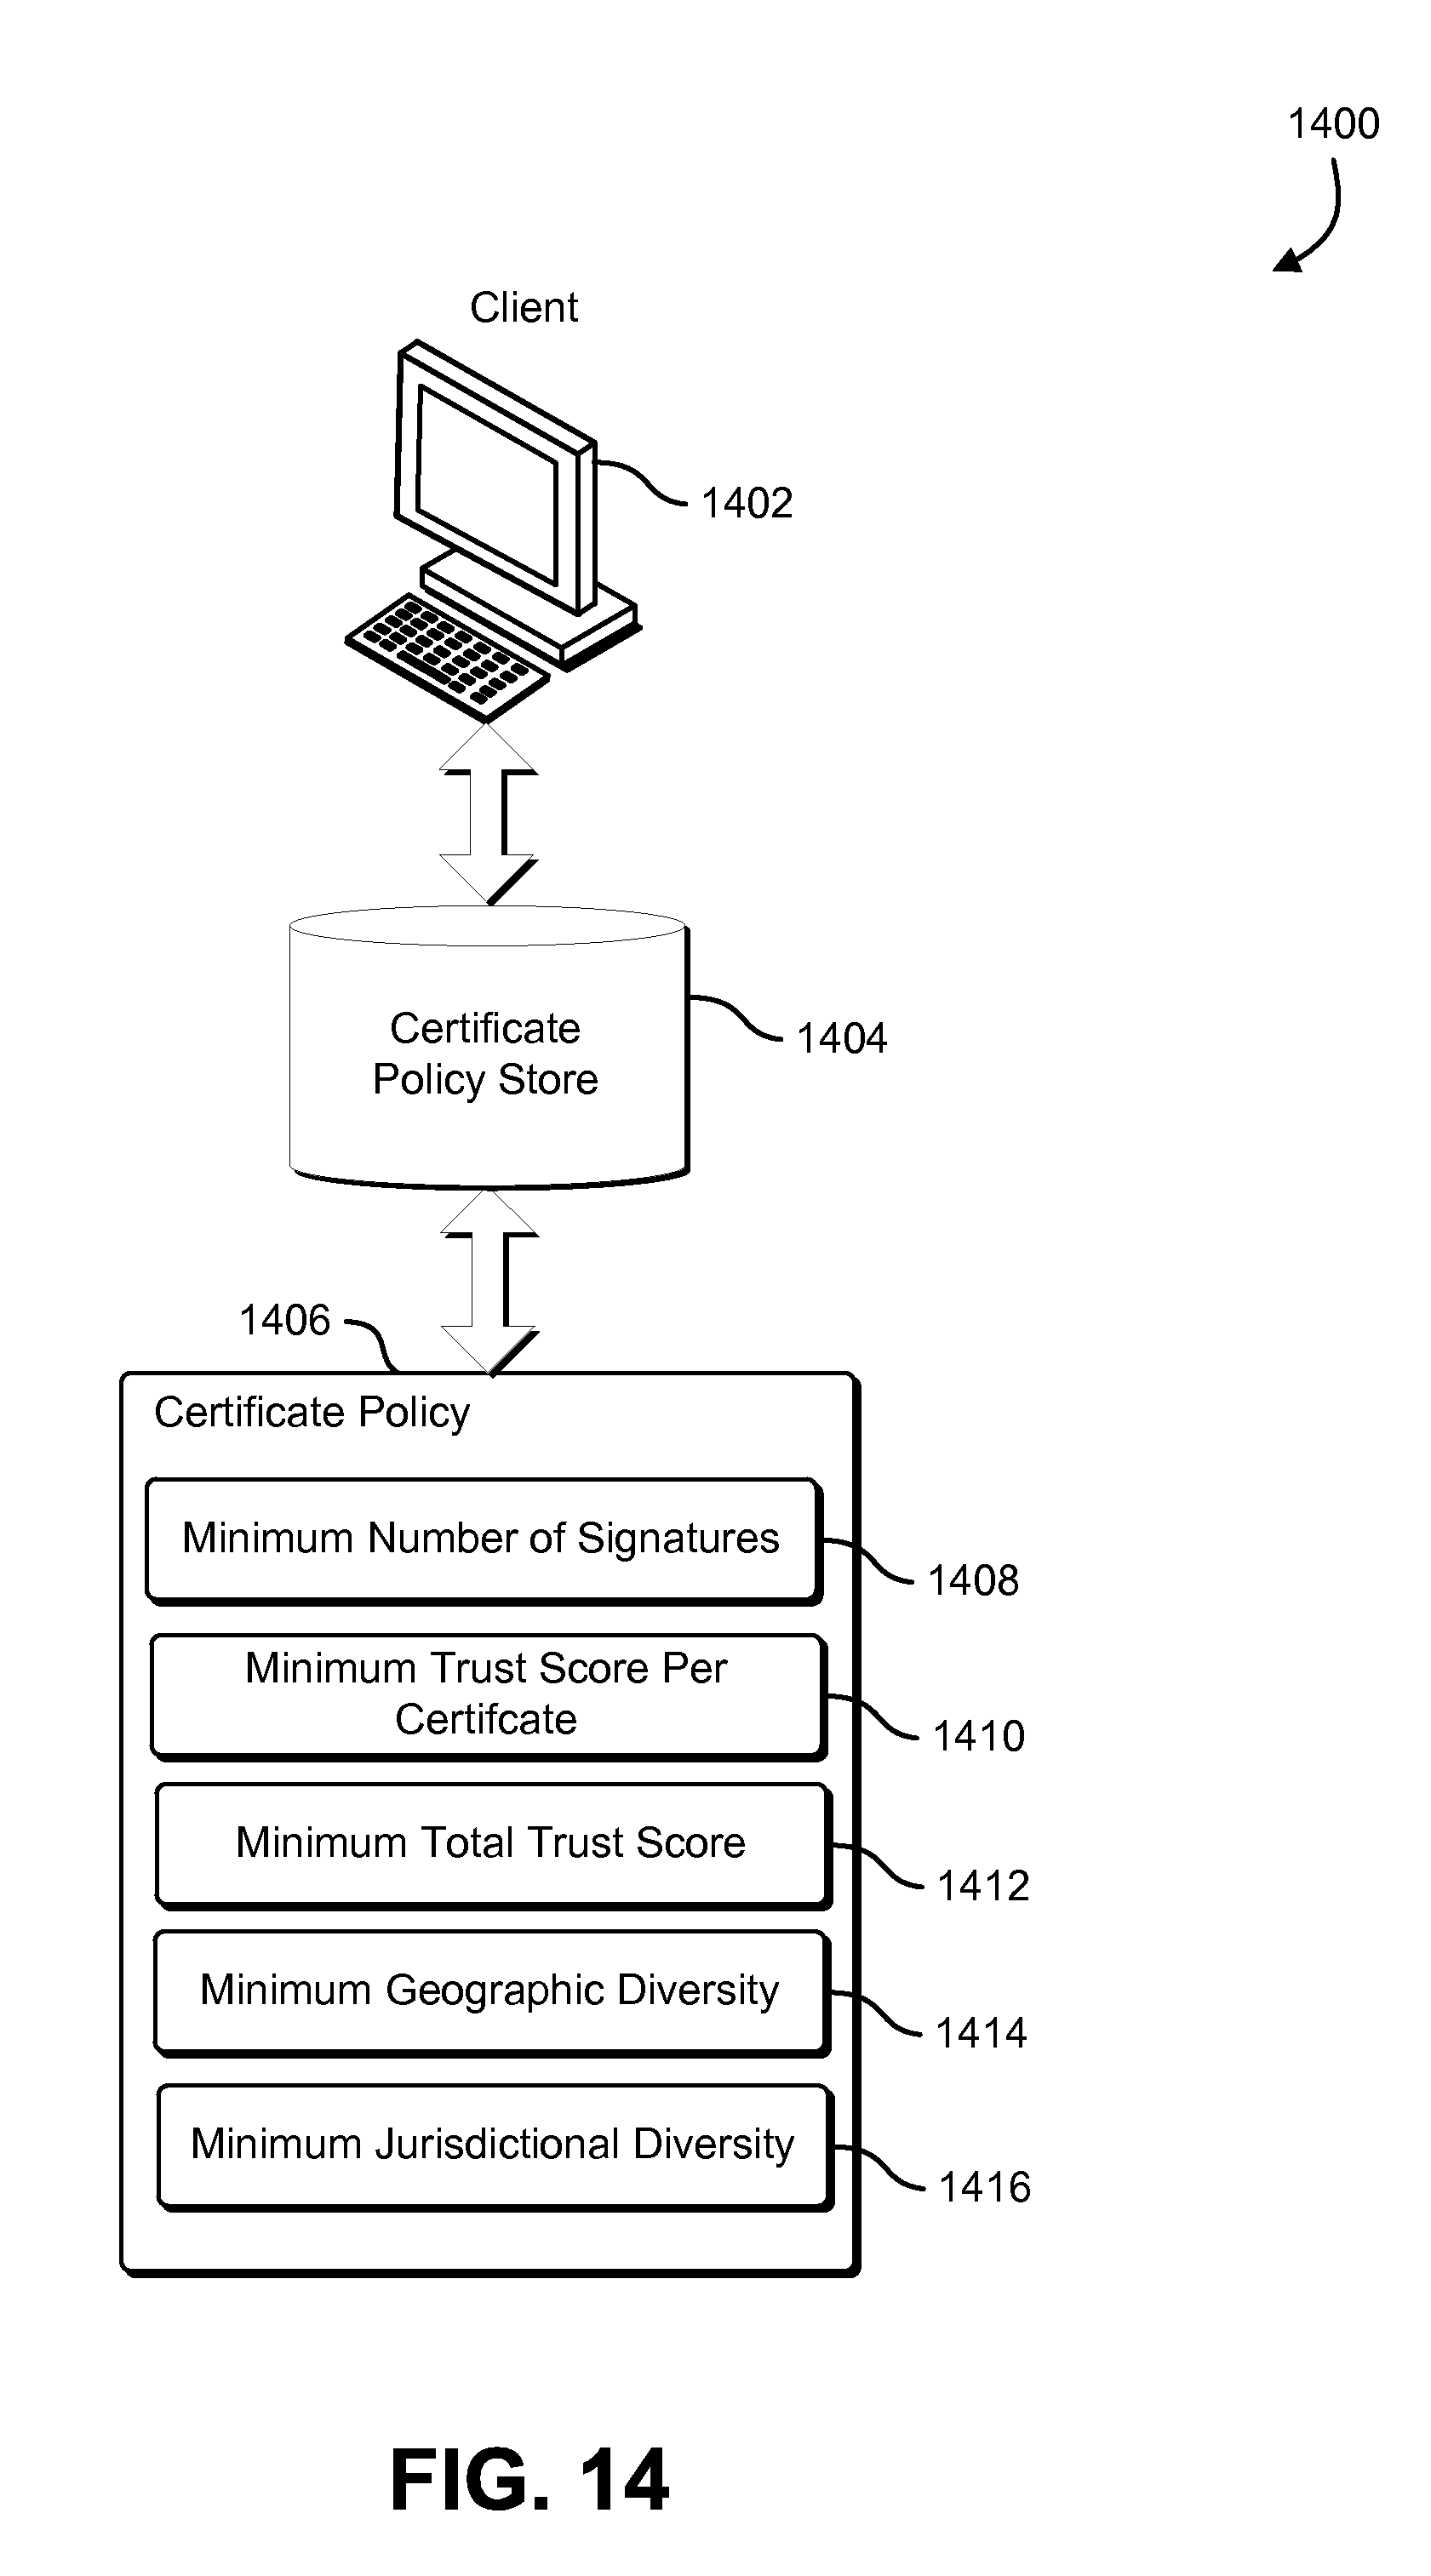 1400
Client
1402
Certificate
Policy Store
1404
1406
Certificate Policy
Minimum Number of Signatures
1408
Minimum Trust Score Per
Certifcate
1410
Minimum Total Trust Score
1412
Minimum Geographic Diversity
1414
Minimum Jurisdictional Diversity
1416
FIG. 14